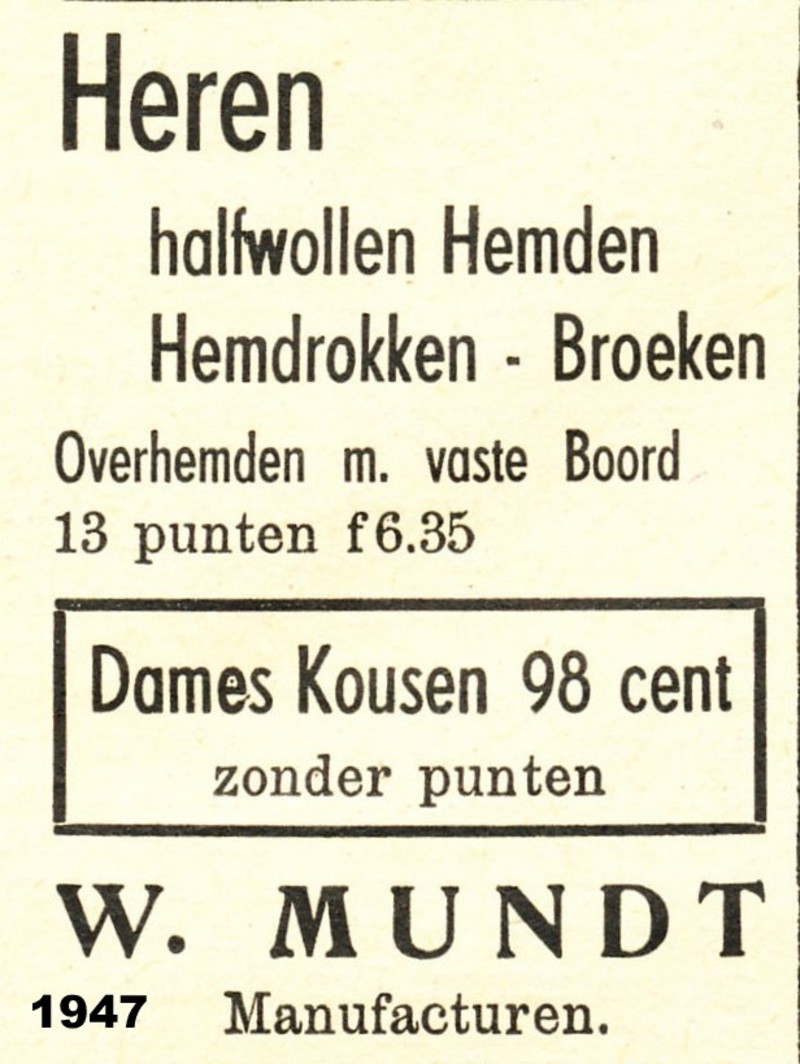 Heren
halfwollen Hemden
Hemdrokken - Broeken
Overhemden m. vaste Boord
13 punten f 6.35
Dames Kousen 98 cent
zonder punten
W. MUNDT
1947 Manufacturen.